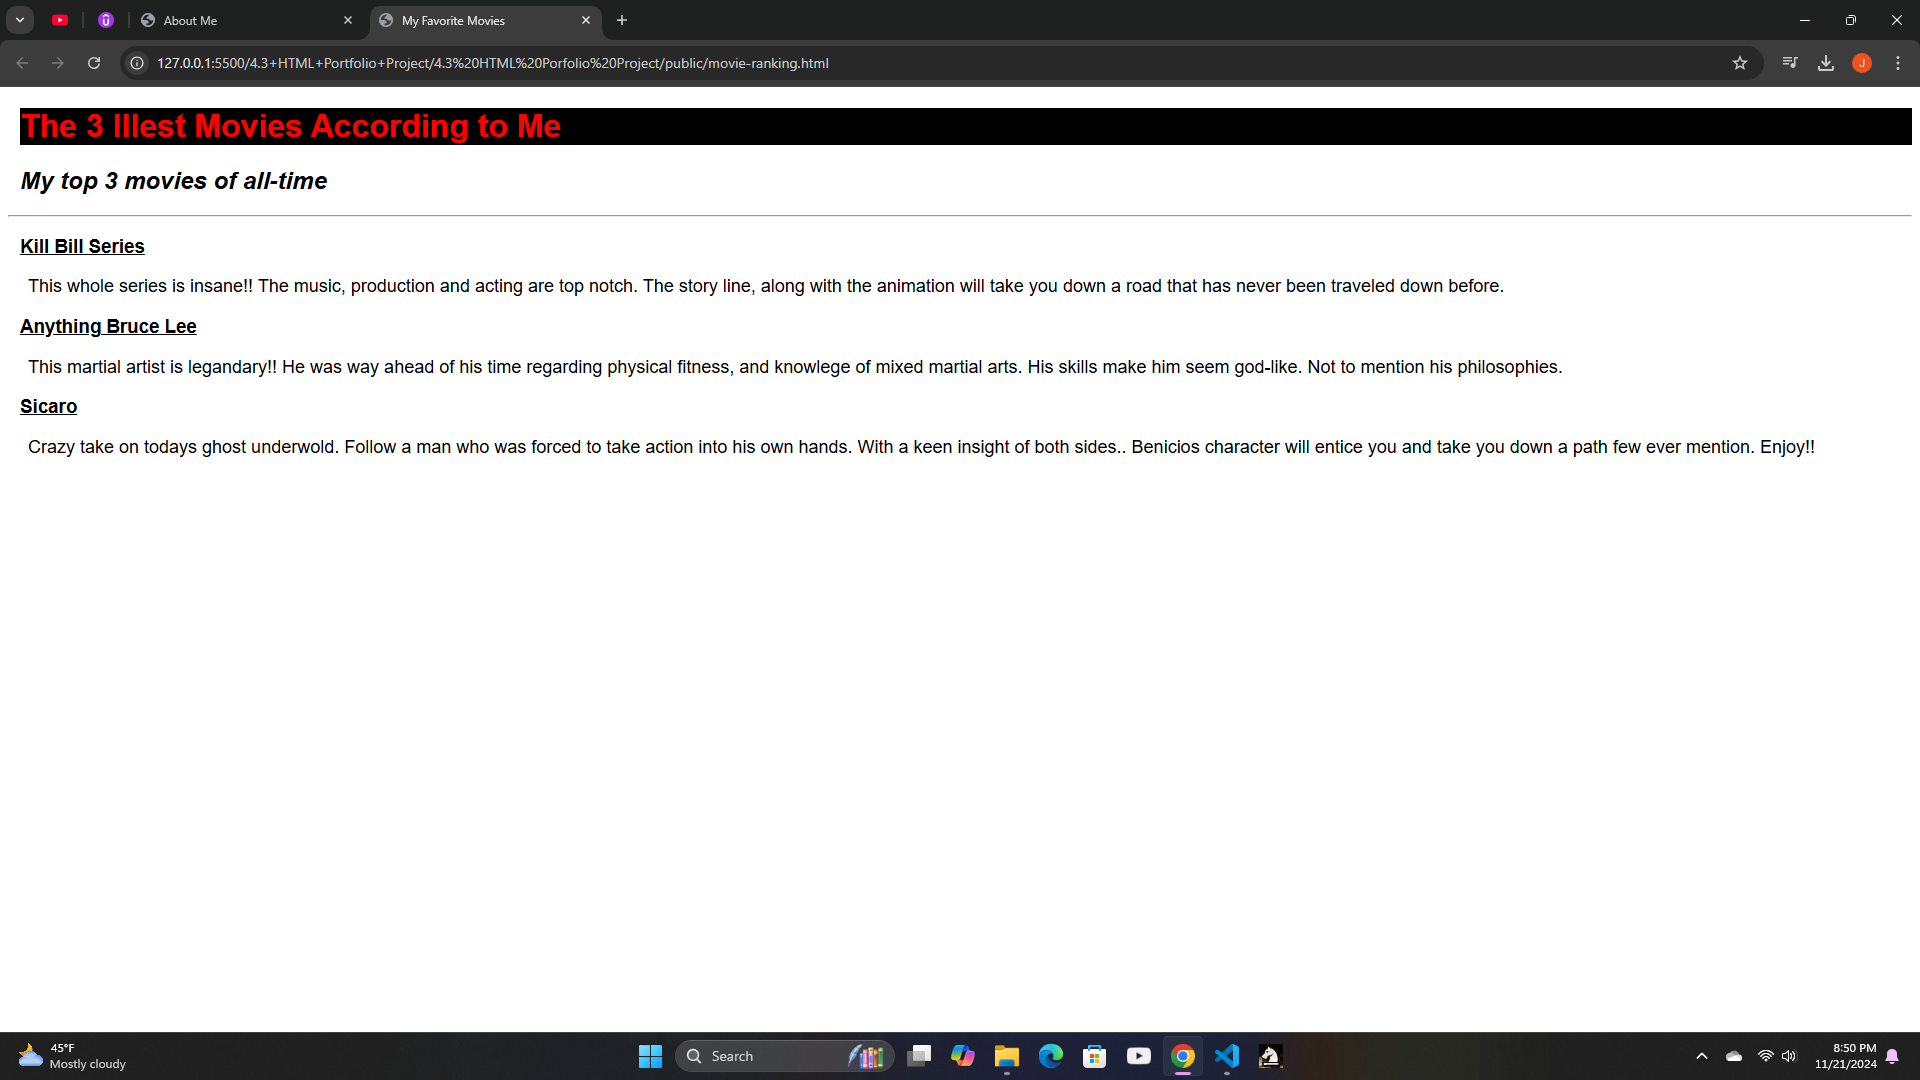 About Me
My Favorite Movies
127.0.0.1:5500/4.3+HTML+Portfolio+Project/4.3%20HTML%20Porfolio%20Project/public/movie-ranking.html
J
The 3 Illest Movies According to Me
My top 3 movies of all-time
Kill Bill Series
This whole series is insane!! The music, production and acting are top notch. The story line, along with the animation will take you down a road that has never been traveled down before.
Anything Bruce Lee
This martial artist is legandary!! He was way ahead of his time regarding physical fitness, and knowlege of mixed martial arts. His skills make him seem god-like. Not to mention his philosophies.
Sicaro
Crazy take on todays ghost underwold. Follow a man who was forced to take action into his own hands. With a keen insight of both sides.. Benicios character will entice you and take you down a path few ever mention. Enjoy!!
45°F
Mostly cloudy
Search
8:50 PM
11/21/2024